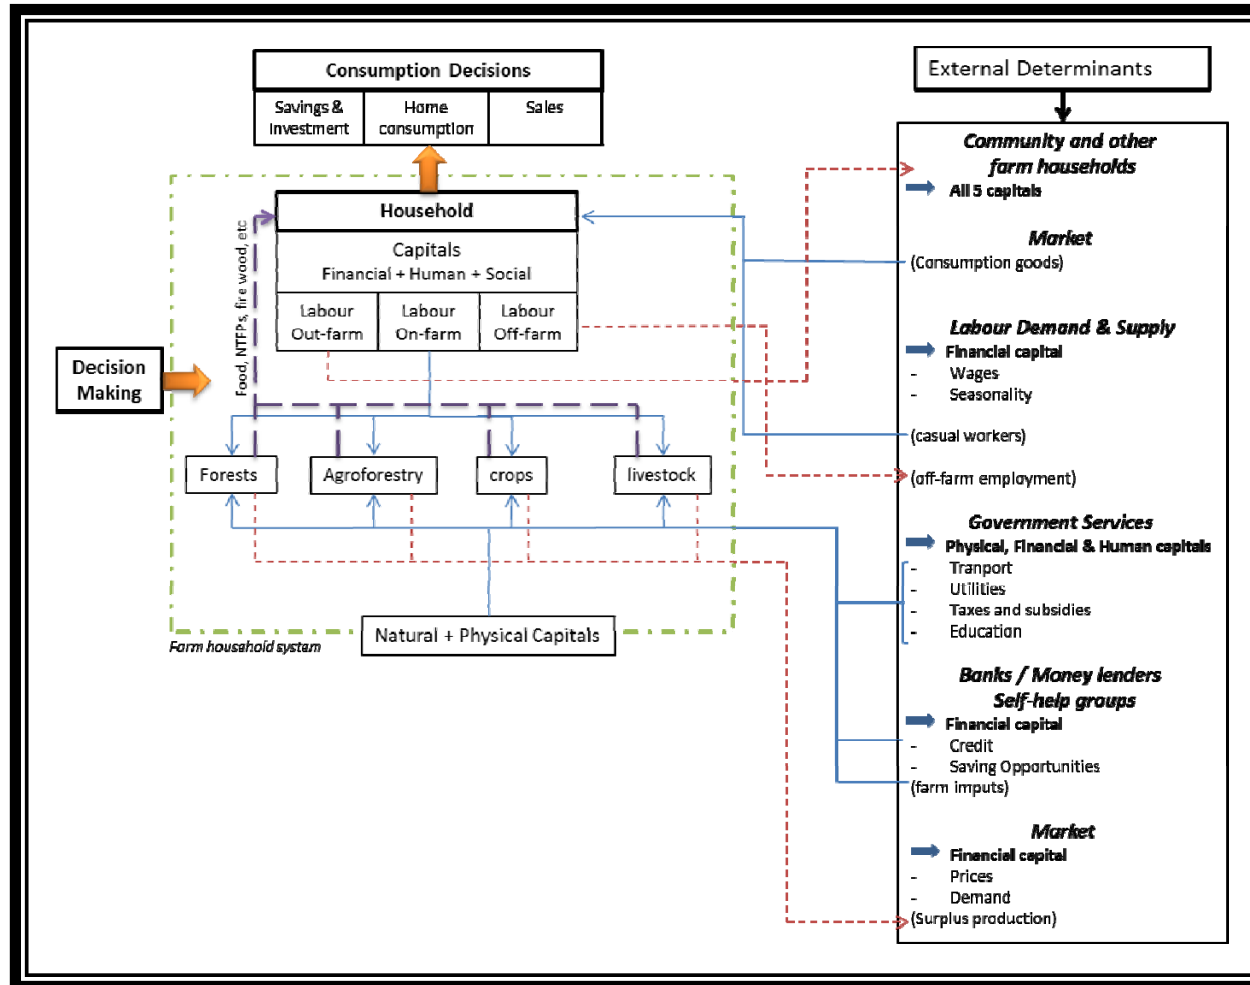 Consumption Decisions
Savings &
Investment
Home
consumption
Sales
External Determinants
Community and other
farm households
All 5 capitals
Market
(Consumption goods)
Labour Demand & Supply
Financial capital
- Wages
- Seasonality
(casual workers)
(off-farm employment)
Government Services
Physical, Financial & Human capitals
- Tranport
- Utilities
- Taxes and subsidies
- Education
Banks / Money lenders
Self-help groups
Financial capital
- Credit
- Saving Opportunities
(farm imputs)
Market
Financial capital
- Prices
- Demand
(Surplus production)
Household
Capitals
Financial + Human + Social
Labour
Out-farm
Labour
On-farm
Labour
Off-farm
Food, NTFPs, fire wood, etc
Decision
Making
Forests
Agroforestry
crops
livestock
Natural + Physical Capitals
Farm household system